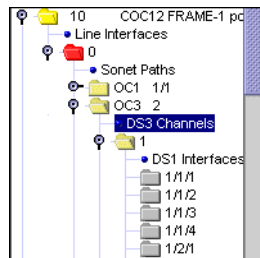 10 COC12 FRAME-1 pc
Line Interfaces
0
Sonet Paths
OC1 1/1
OC3 2
DS3 Channels
1
DS1 Interfaces
1/1/1
1/1/2
1/1/3
1/1/4
1/2/1